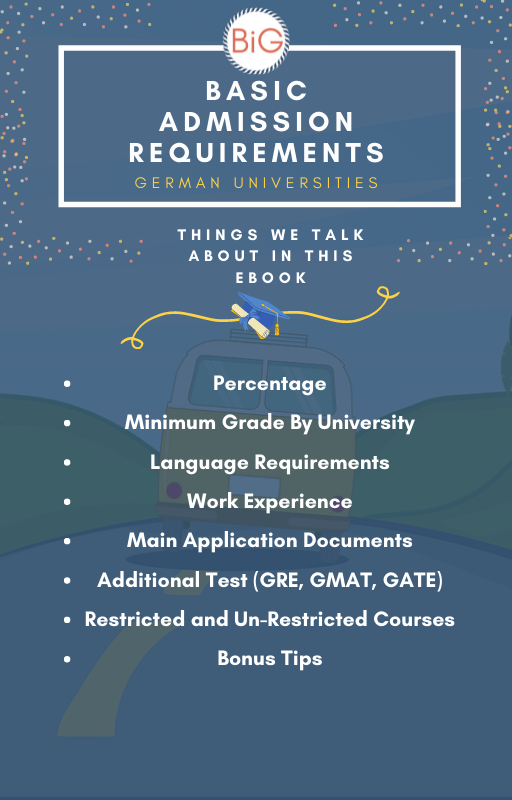 BiG
BASIC
ADMISSION
REQUIREMENTS
GERMAN UNIVERSITIES
THINGS WE TALK
ABOUT IN THIS
EBOOK
• Percentage
• Minimum Grade By University
• Language Requirements
• Work Experience
• Main Application Documents
• Additional Test (GRE, GMAT, GATE)
• Restricted and Un-Restricted Courses
• Bonus Tips